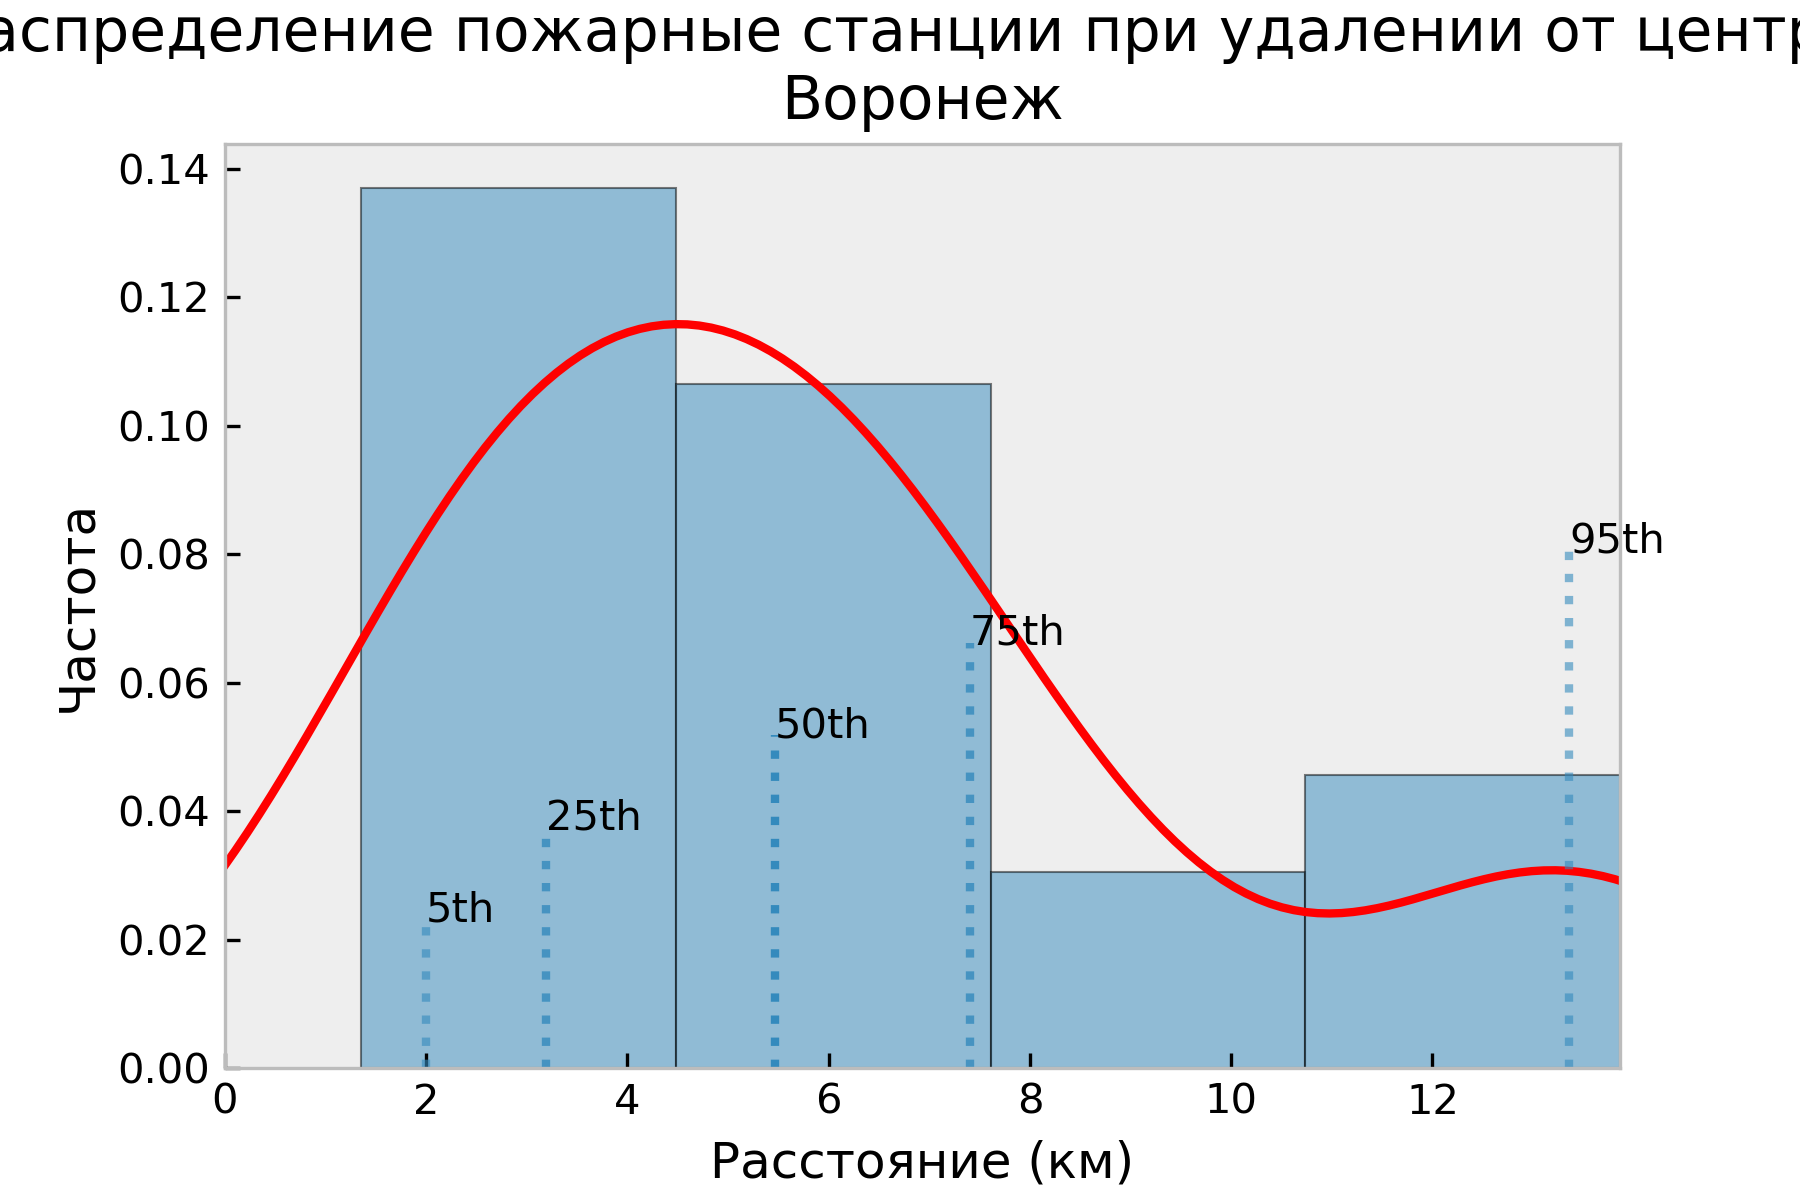 аспределение пожарные станции при удалении от центр
Воронеж
Частота
0.14
0.12
0.10
0.08
0.06
0.04
0.02
0.00
5th
25th
50th
75th
95th
0 2 4 6 8 10 12
Расстояние (км)